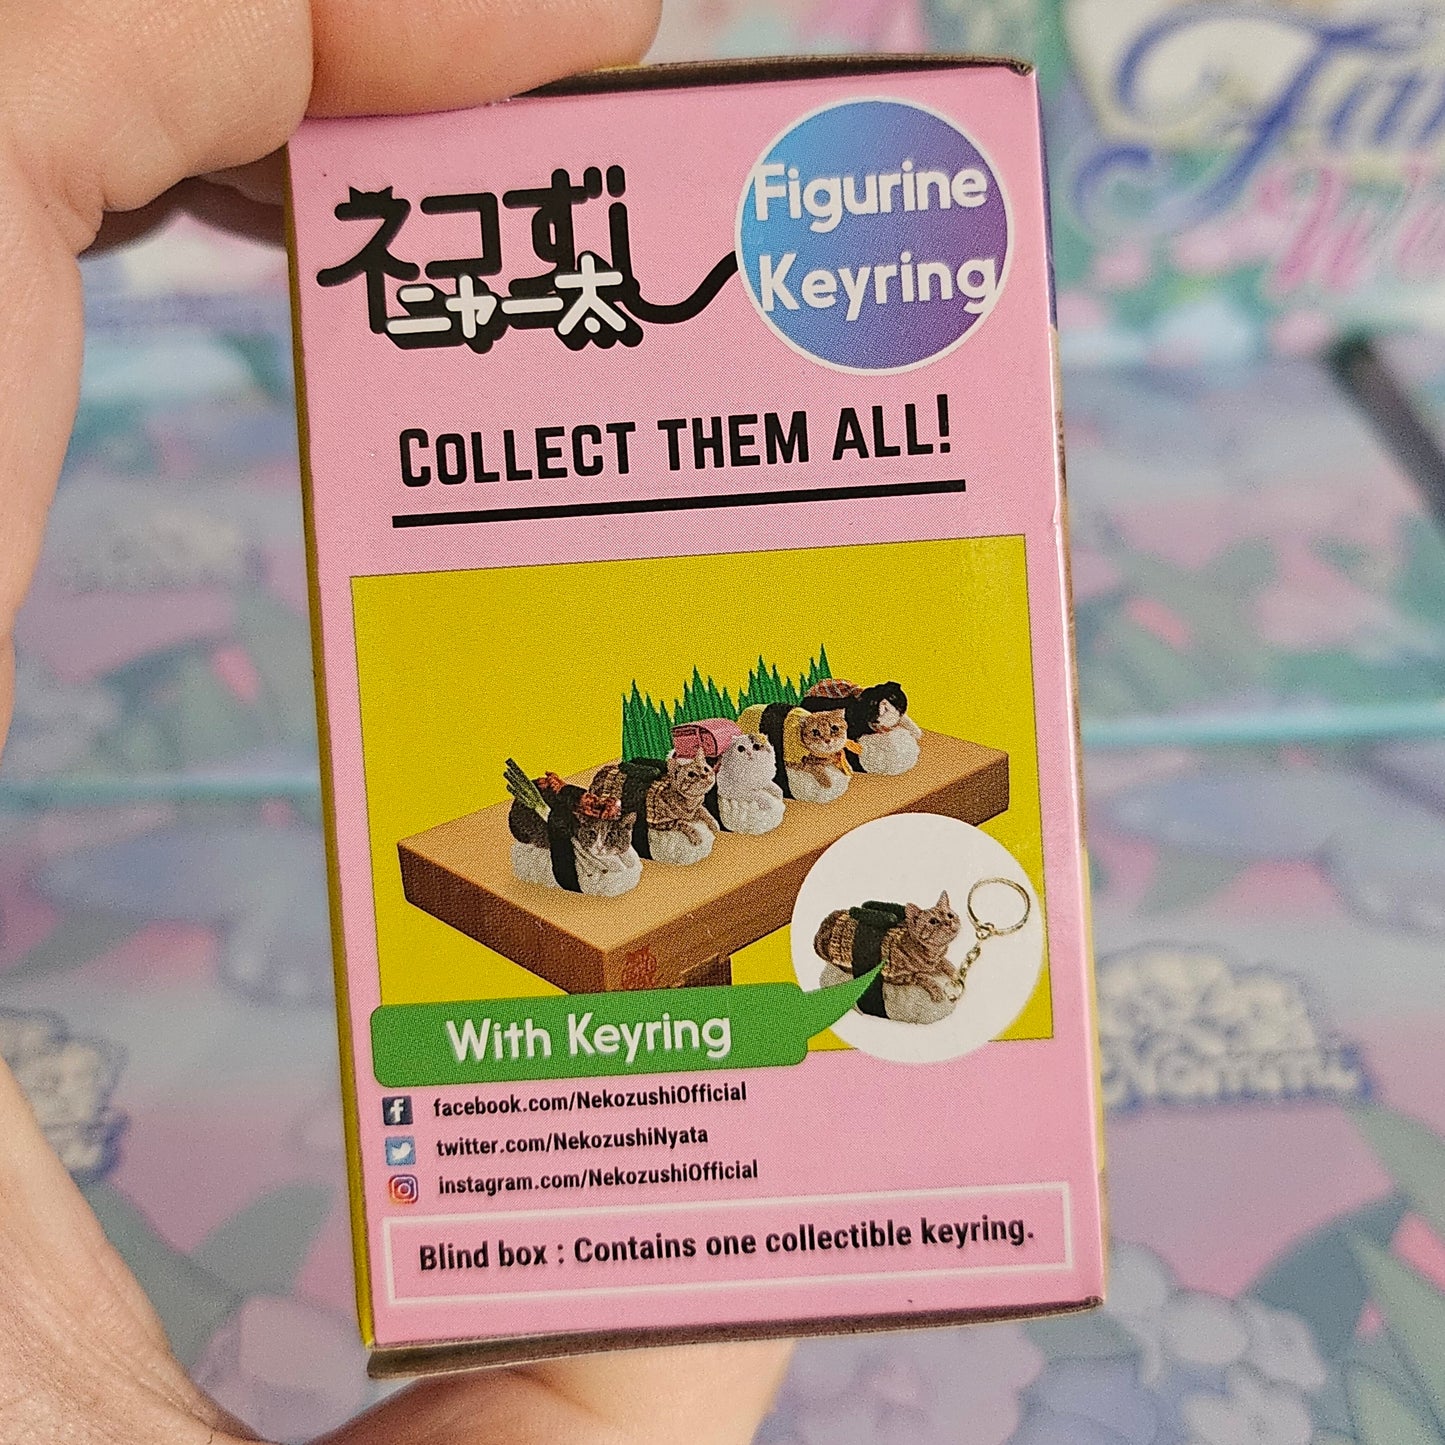 ネコずし
ニャー太
Figurine
Keyring
COLLECT THEM ALL!
With Keyring
facebook.com/NekozushiOfficial
twitter.com/NekozushiNyata
instagram.com/NekozushiOfficial
Blind box : Contains one collectible keyring.